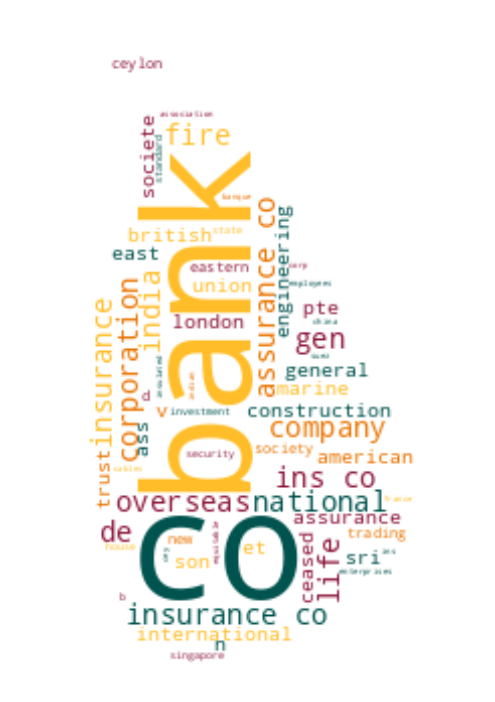 ceylon
association
fire
societe
standard
bank
banque
assurance co
engineering
british
state
east
eastern
corp
india
union
employees
insurance
corporation
pte
london
china
gen
general
indian
d
marine
v
investment
construction
ass
company
security
society
american
trust
cables
ins co
overseas
national
france
co
assurance
de
new
equitable
trading
house
son
et
ceased
life
sri
ins
enterprises
b
insurance co
international
n
singapore